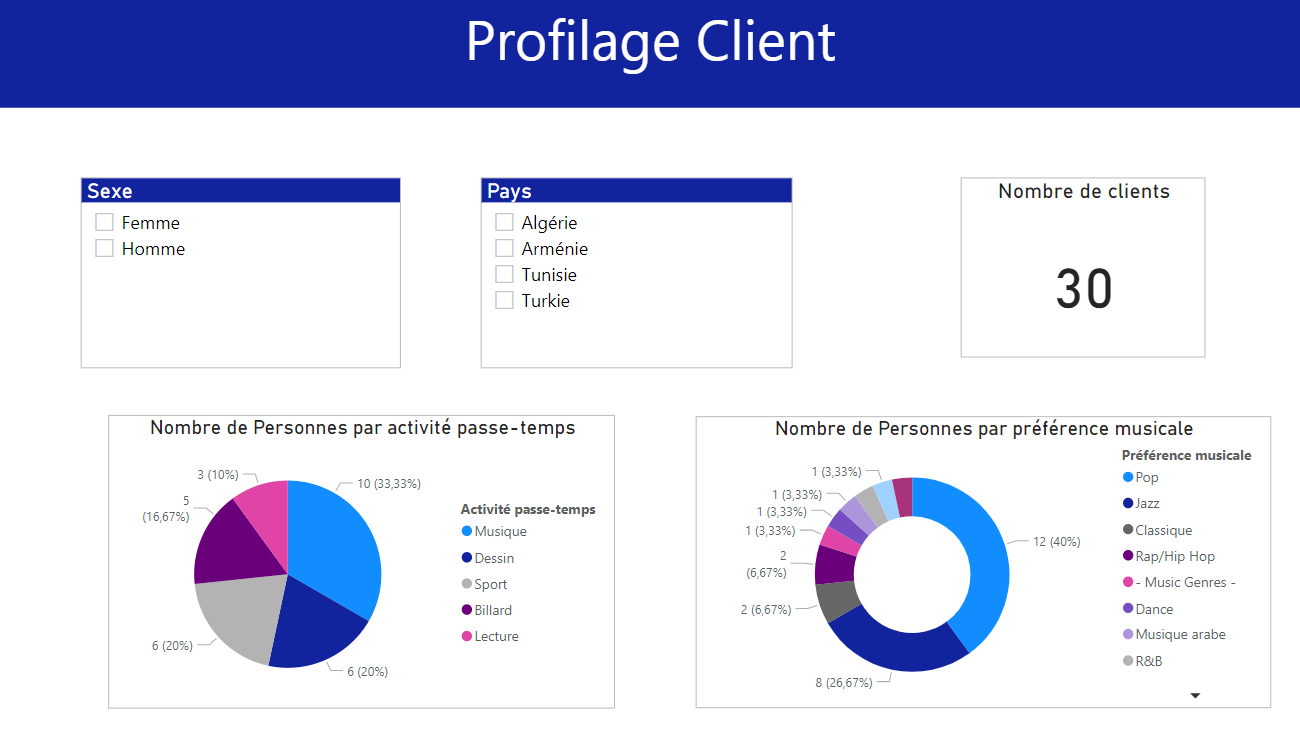 Profilage Client
Sexe
Femme
Homme
Pays
Algérie
Arménie
Tunisie
Turkie
Nombre de clients
30
Nombre de Personnes par activité passe-temps
3 (10%)
10 (33,33%)
5
(16,67%)
6 (20%)
6 (20%)
Activité passe-temps
Musique
Dessin
Sport
Billard
Lecture
Nombre de Personnes par préférence musicale
1 (3,33%)
1 (3,33%)
1 (3,33%)
1 (3,33%)
2
(6,67%)
2 (6,67%)
8 (26,67%)
12 (40%)
Préférence musicale
Pop
Jazz
Classique
Rap/Hip Hop
- Music Genres -
Dance
Musique arabe
R&B